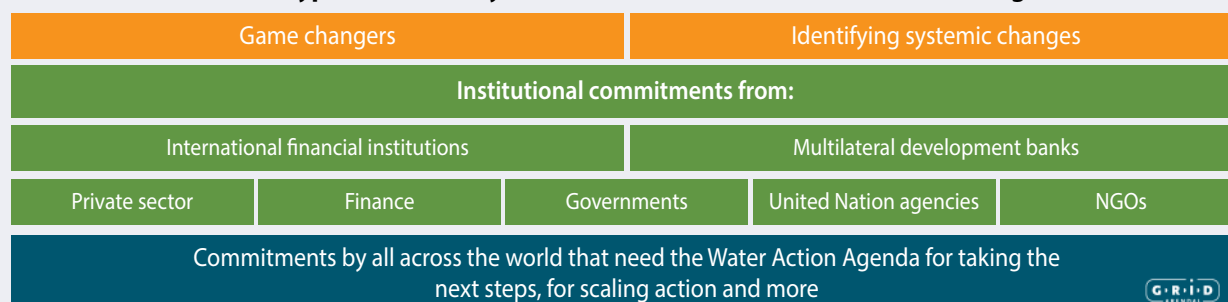 Game changers
Identifying systemic changes
Institutional commitments from:
International financial institutions
Multilateral development banks
Private sector
Finance
Governments
United Nation agencies
NGOs
Commitments by all across the world that need the Water Action Agenda for taking the
next steps, for scaling action and more
G·R·I·D